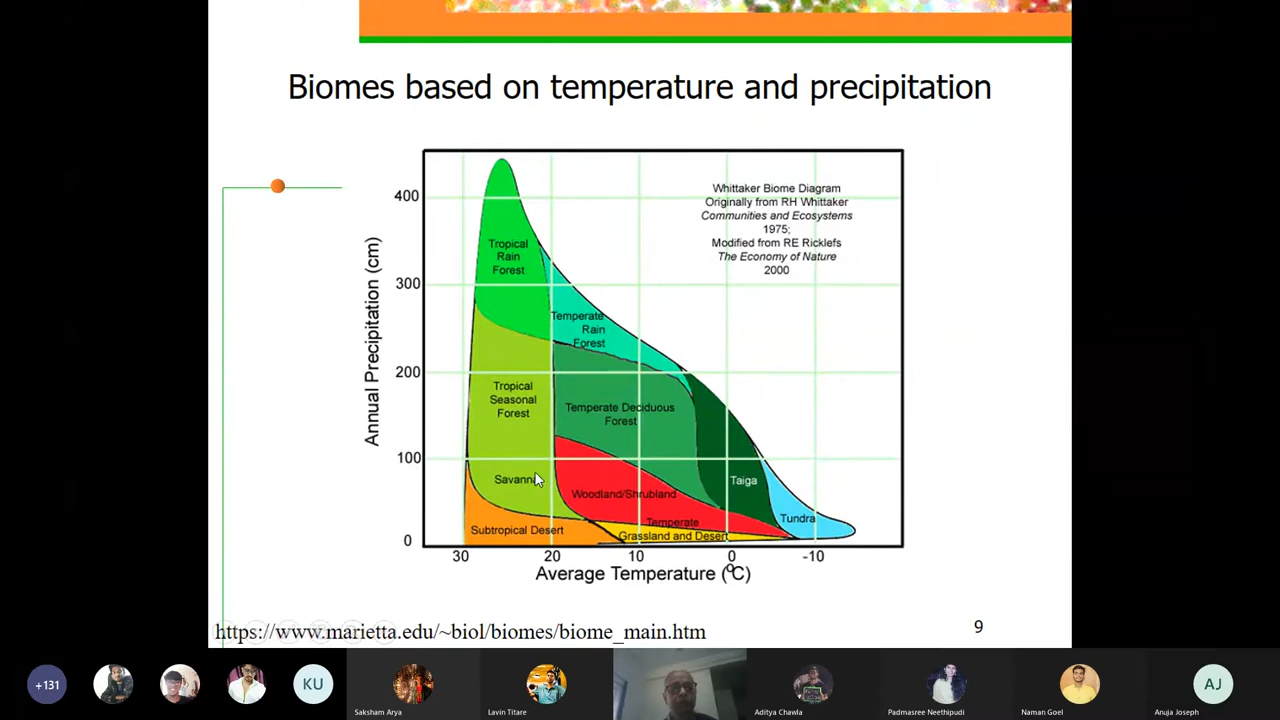 Biomes based on temperature and precipitation
Whittaker Biome Diagram
Originally from RH Whittaker
Communities and Ecosystems
1975;
Modified from RE Ricklefs
The Economy of Nature
2000
Annual Precipitation (cm)
400
300
200
100
0
Tropical
Rain
Forest
Temperate
Rain
Forest
Tropical
Seasonal
Forest
Temperate Deciduous
Forest
Savanna
Woodland/Shrubland
Taiga
Tundra
Subtropical Desert
Temperate
Grassland and Desert
30 20 10 0 -10
Average Temperature (°C)
https://www.marietta.edu/~biol/biomes/biome_main.htm
9
+131
KU
Saksham Arya
Lavin Titare
Aditya Chawla
Padmasree Neethipudi
Naman Goel
AJ
Anuja Joseph